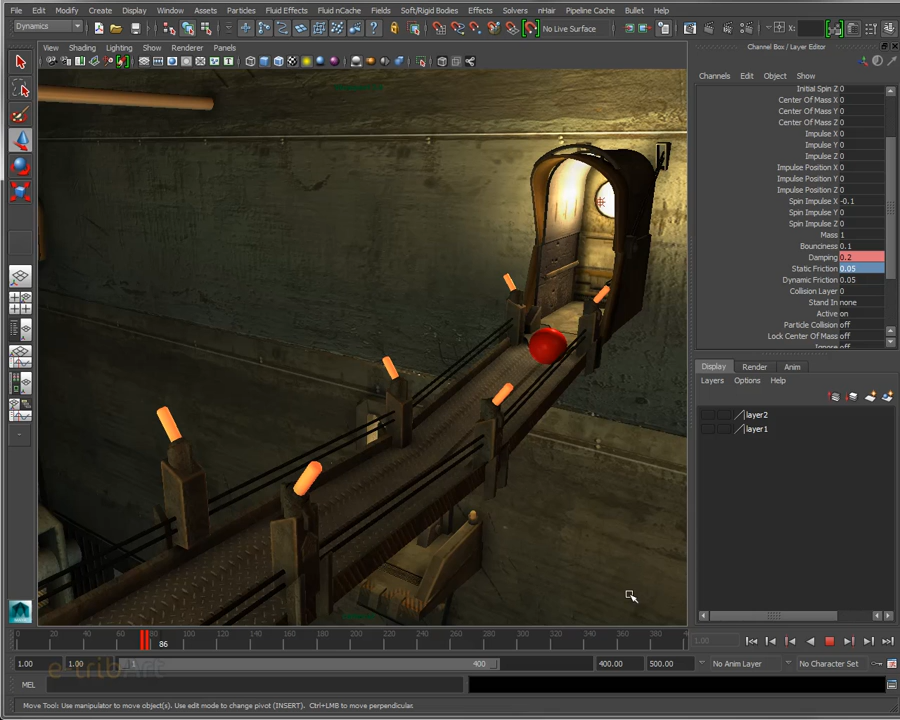 File Edit Modify Create Display Window Assets Particles Fluid Effects Fluid nCache Fields Soft/Rigid Bodies Effects Solvers nHair Pipeline Cache Bullet Help
Dynamics No Live Surface X:
Channel Box / Layer Editor
View Shading Lighting Show Renderer Panels
Channels Edit Object Show
Initial Spin Z 0
Center Of Mass X 0
Center Of Mass Y 0
Center Of Mass Z 0
Impulse X 0
Impulse Y 0
Impulse Z 0
Impulse Position X 0
Impulse Position Y 0
Impulse Position Z 0
Spin Impulse X -0.1
Spin Impulse Y 0
Spin Impulse Z 0
Mass 1
Bounciness 0.1
Damping 0.2
Static Friction 0.05
Dynamic Friction 0.05
Collision Layer 0
Stand In none
Active on
Particle Collision off
Lock Center Of Mass off
Ignore off
Display Render Anim
Layers Options Help
layer2
layer1
0 20 40 60 80 100 120 140 160 180 200 220 240 260 280 300 320 340 360 380
86
1.00
1.00 1.00 1 400 400.00 500.00 No Anim Layer No Character Set
e-tribArt
MEL
Move Tool: Use manipulator to move object(s). Use edit mode to change pivot (INSERT). Ctrl+LMB to move perpendicular.